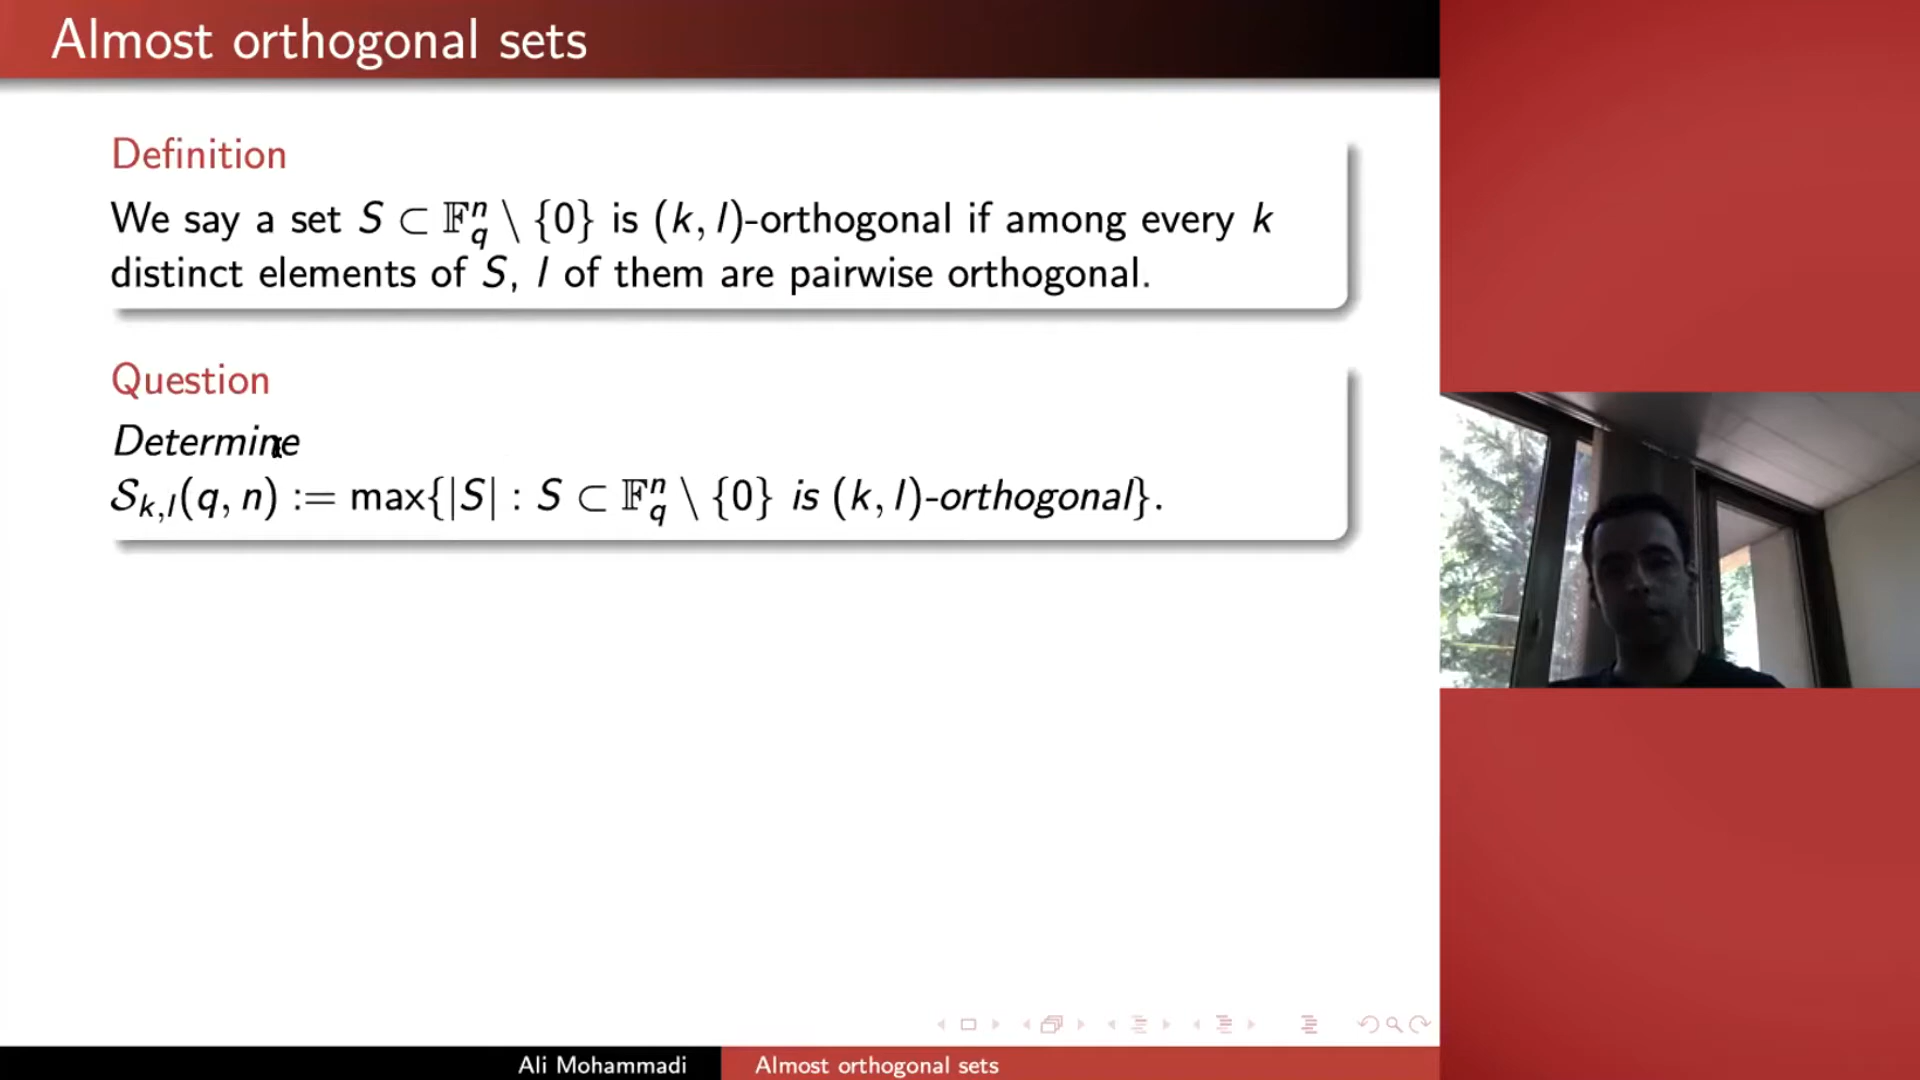 Almost orthogonal sets
Definition
We say a set S ⊂ 𝔽_q^n \ {0} is (k, l)-orthogonal if among every k
distinct elements of S, l of them are pairwise orthogonal.
Question
Determine
𝒮_{k,l}(q, n) := max{|S| : S ⊂ 𝔽_q^n \ {0} is (k, l)-orthogonal}.
Ali Mohammadi
Almost orthogonal sets